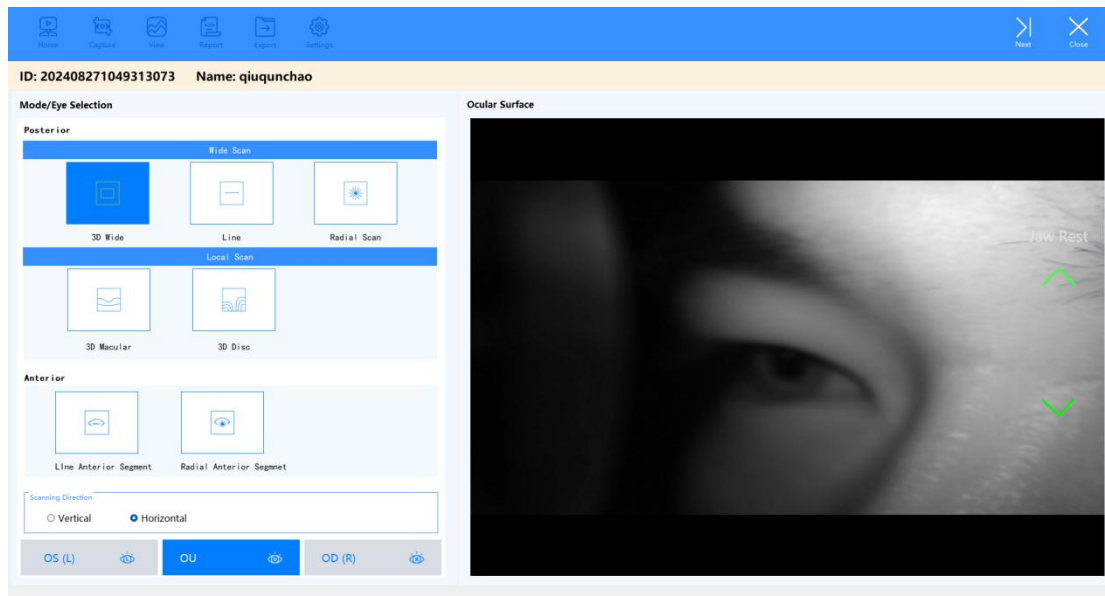 Home Capture View Report Export Settings Next Close
ID: 202408271049313073 Name: qiuqunchao
Mode/Eye Selection
Posterior
Wide Scan
3D Wide Line Radial Scan
Local Scan
3D Macular 3D Disc
Anterior
LIne Anterior Segment Radial Anterior Segmnet
Scanning Direction
Vertical Horizontal
OS (L) OU OD (R)
Ocular Surface
Jaw Rest